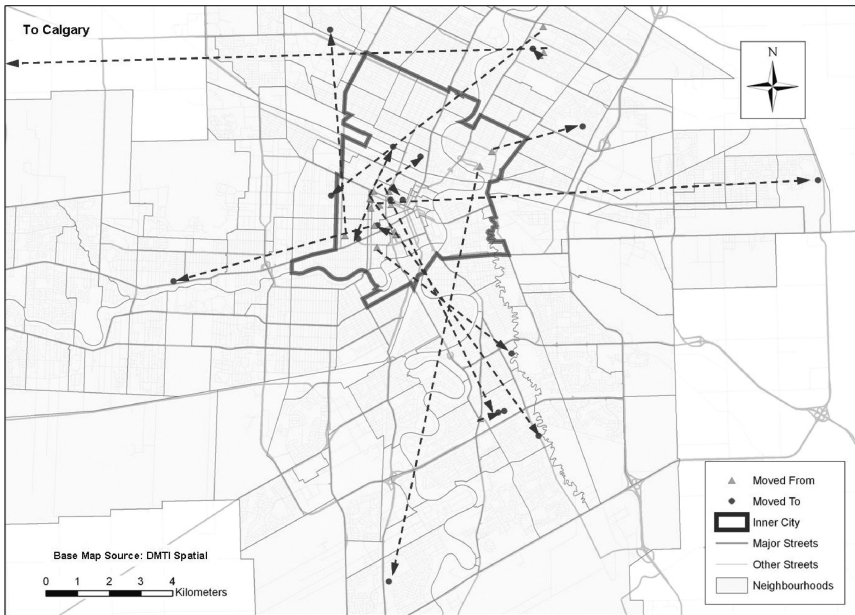 To Calgary
N
Moved From
Moved To
Inner City
Major Streets
Other Streets
Neighbourhoods
Base Map Source: DMTI Spatial
0 1 2 3 4
Kilometers